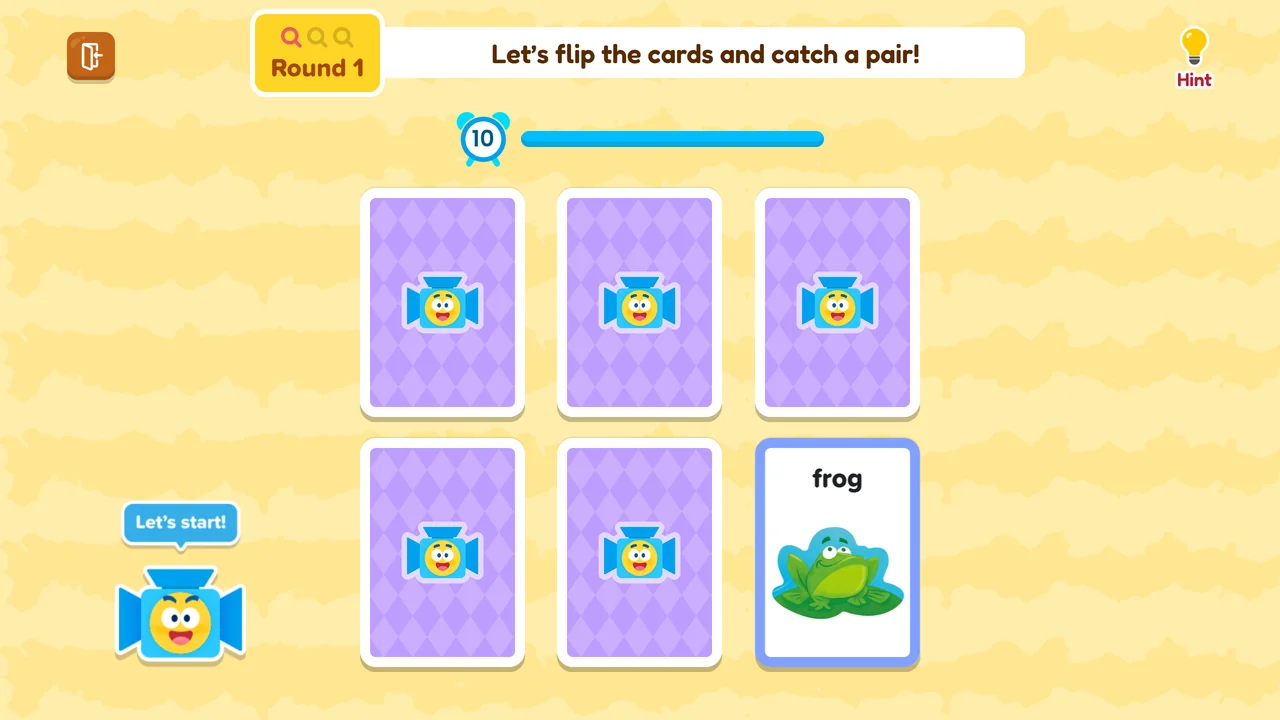 Let’s flip the cards and catch a pair!
Round 1
Hint
10
frog
Let’s start!